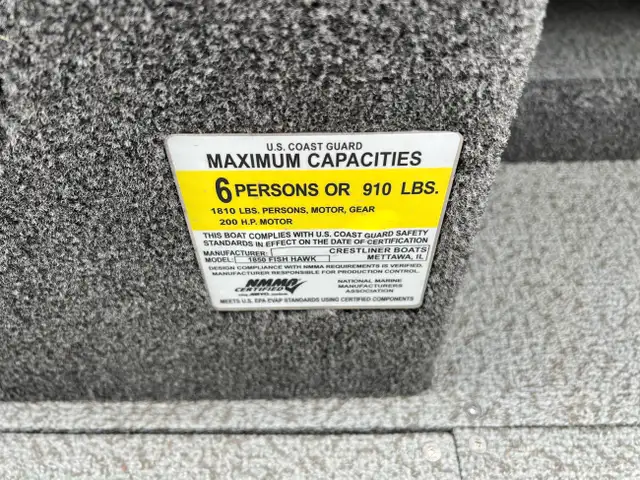 U.S. COAST GUARD
MAXIMUM CAPACITIES
6 PERSONS OR 910 LBS.
1810 LBS. PERSONS, MOTOR, GEAR
200 H.P. MOTOR
THIS BOAT COMPLIES WITH U.S. COAST GUARD SAFETY
STANDARDS IN EFFECT ON THE DATE OF CERTIFICATION
MANUFACTURER: CRESTLINER BOATS
MODEL: 1850 FISH HAWK METTAWA, IL
DESIGN COMPLIANCE WITH NMMA REQUIREMENTS IS VERIFIED.
MANUFACTURER RESPONSIBLE FOR PRODUCTION CONTROL.
NMMA
CERTIFIED
NATIONAL MARINE
MANUFACTURERS
ASSOCIATION
MEETS U.S. EPA EVAP STANDARDS USING CERTIFIED COMPONENTS